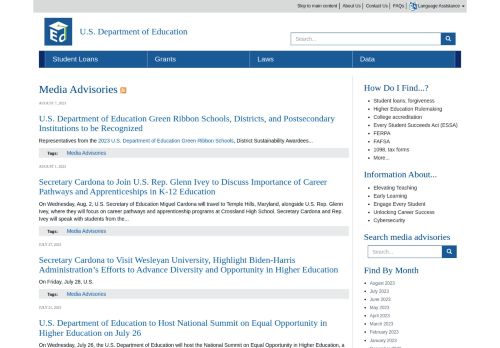 Skip to main content | About Us | Contact Us | FAQs | Language Assistance
U.S. Department of Education
Search...
Student Loans Grants Laws Data
Media Advisories
AUGUST 7, 2023
U.S. Department of Education Green Ribbon Schools, Districts, and Postsecondary
Institutions to be Recognized
Representatives from the 2023 U.S. Department of Education Green Ribbon Schools, District Sustainability Awardees...
Tags: Media Advisories
AUGUST 1, 2023
Secretary Cardona to Join U.S. Rep. Glenn Ivey to Discuss Importance of Career
Pathways and Apprenticeships in K-12 Education
On Wednesday, Aug, 2, U.S. Secretary of Education Miguel Cardona will travel to Temple Hills, Maryland, alongside U.S. Rep. Glenn
Ivey, where they will focus on career pathways and apprenticeship programs at Crossland High School. Secretary Cardona and Rep.
Ivey will speak with students from the...
Tags: Media Advisories
JULY 27, 2023
Secretary Cardona to Visit Wesleyan University, Highlight Biden-Harris
Administration's Efforts to Advance Diversity and Opportunity in Higher Education
On Friday, July 28, U.S.
Tags: Media Advisories
U.S. Department of Education to Host National Summit on Equal Opportunity in
Higher Education on July 26
On Wednesday, July 26, the U.S. Department of Education will host the National Summit on Equal Opportunity in Higher Education, a
How Do I Find...?
Student loans, forgiveness
Higher Education Rulemaking
College accreditation
Every Student Succeeds Act (ESSA)
FERPA
FAFSA
1098, tax forms
More...
Information About...
Elevating Teaching
Early Learning
Engage Every Student
Unlocking Career Success
Cybersecurity
Search media advisories
Search...
Find By Month
August 2023
July 2023
June 2023
May 2023
April 2023
March 2023
February 2023
January 2023